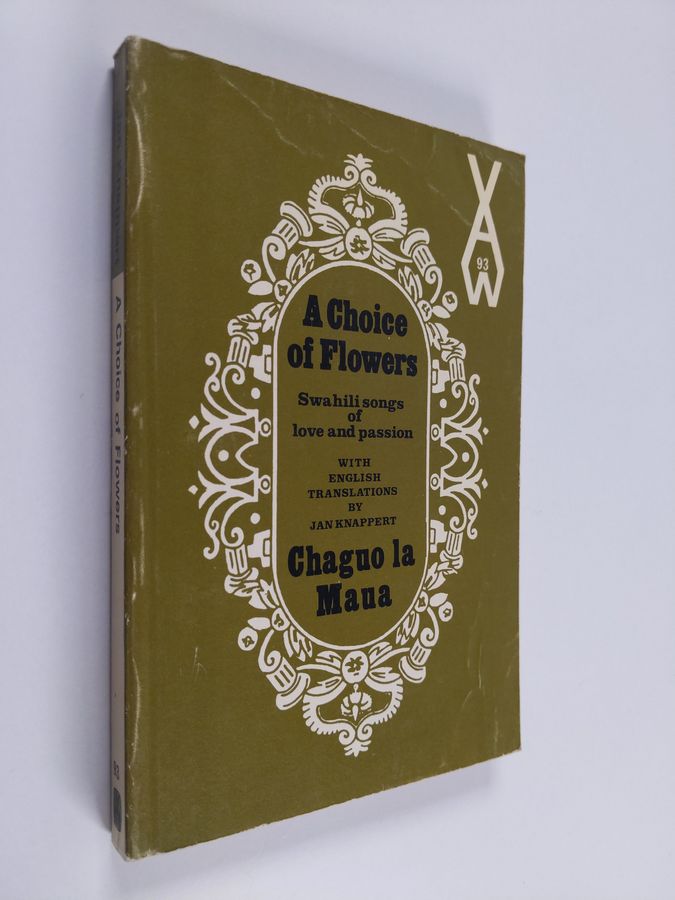 A Choice
of Flowers
Swahili songs
of
love and passion
WITH
ENGLISH
TRANSLATIONS
BY
JAN KNAPPERT
Chaguo la
Maua
93
A Choice of Flowers
93